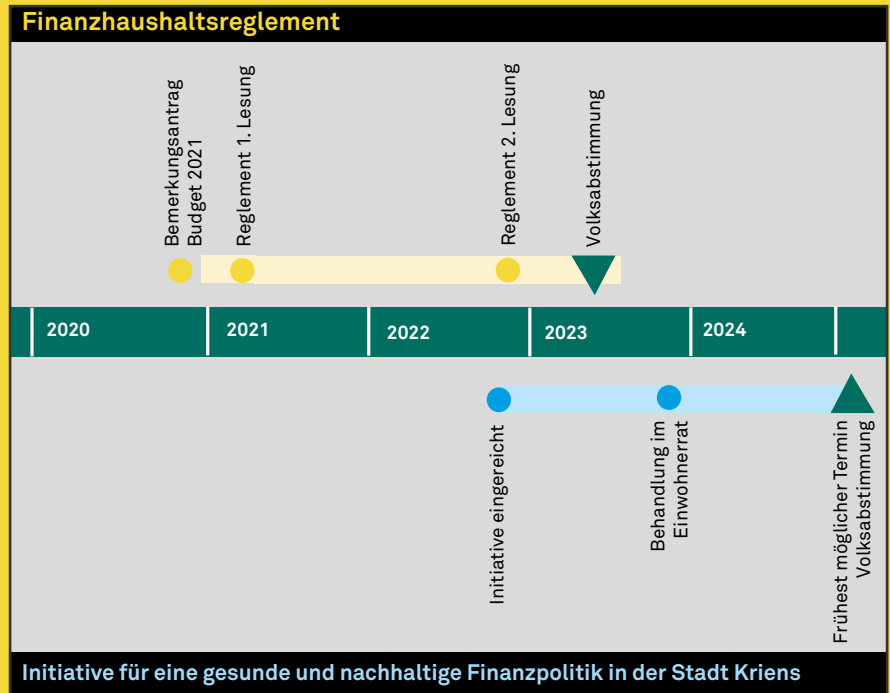 Finanzhaushaltsreglement
Bemerkungsantrag
Budget 2021
Reglement 1. Lesung
Reglement 2. Lesung
Volksabstimmung
2020
2021
2022
2023
2024
Initiative eingereicht
Behandlung im
Einwohnerrat
Frühest möglicher Termin
Volksabstimmung
Initiative für eine gesunde und nachhaltige Finanzpolitik in der Stadt Kriens